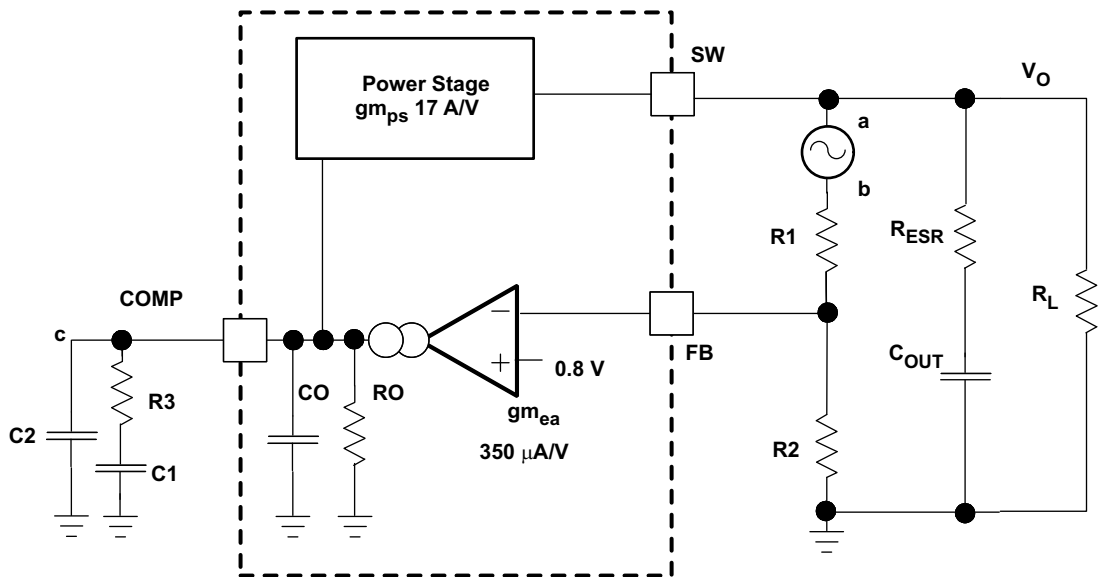 SW
Power Stage
gmps 17 A/V
VO
a
b
R1
RESR
RL
COMP
c
FB
0.8 V
COUT
R3
CO
RO
gmea
350 μA/V
C2
C1
R2